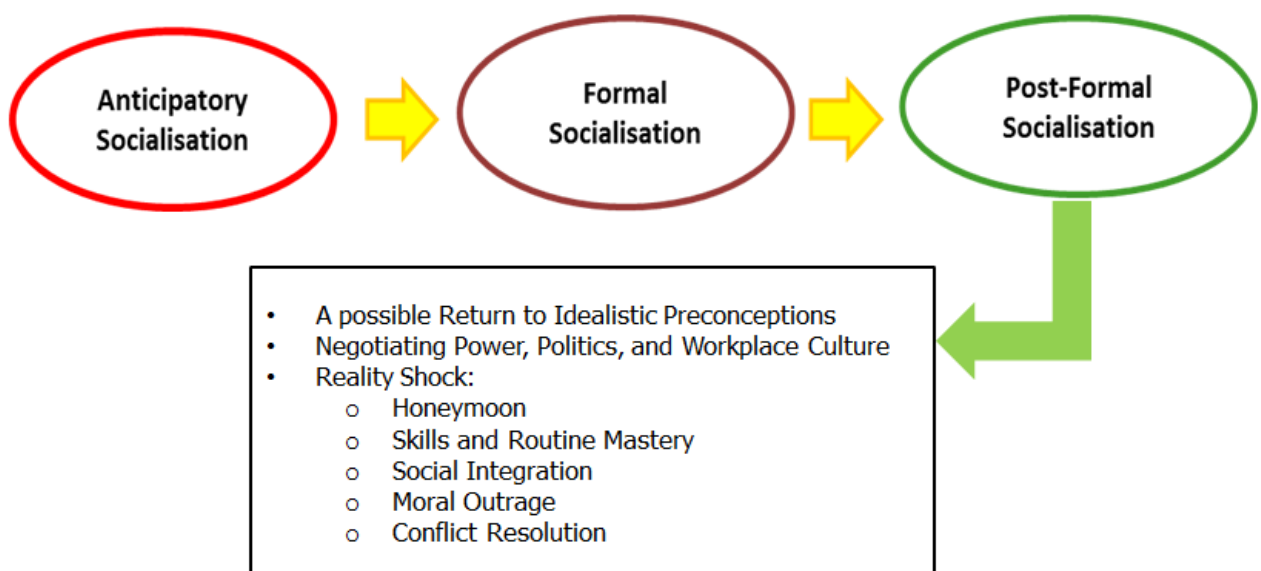 Anticipatory
Socialisation
Formal
Socialisation
Post-Formal
Socialisation
• A possible Return to Idealistic Preconceptions
• Negotiating Power, Politics, and Workplace Culture
• Reality Shock:
o Honeymoon
o Skills and Routine Mastery
o Social Integration
o Moral Outrage
o Conflict Resolution